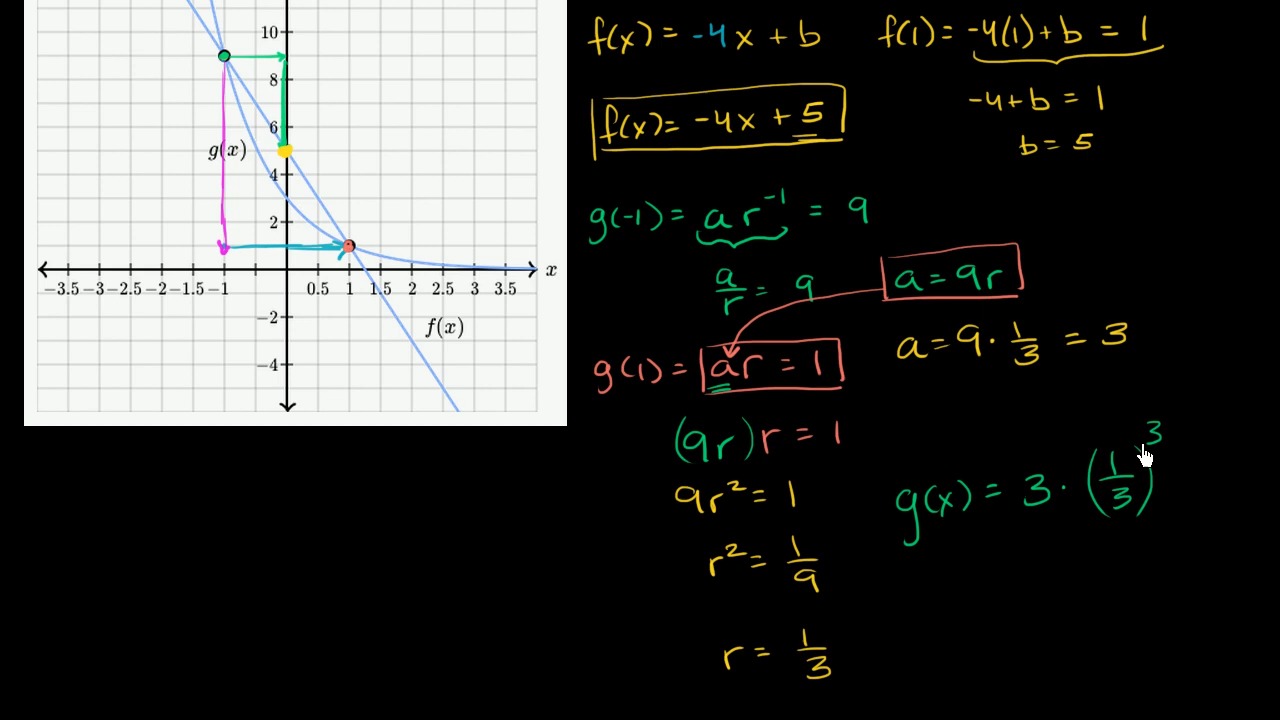 10
8
6
4
2
−2
−4
−3.5 −3 −2.5 −2 −1.5 −1 0.5 1 1.5 2 2.5 3 3.5
x
g(x)
f(x)
f(x) = -4x + b
f(x) = -4x + 5
f(1) = -4(1) + b = 1
-4 + b = 1
b = 5
g(-1) = ar⁻¹ = 9
a/r = 9
a = 9r
g(1) = ar = 1
a = 9 · 1/3 = 3
(9r)r = 1
9r² = 1
r² = 1/9
r = 1/3
g(x) = 3 · (1/3)³